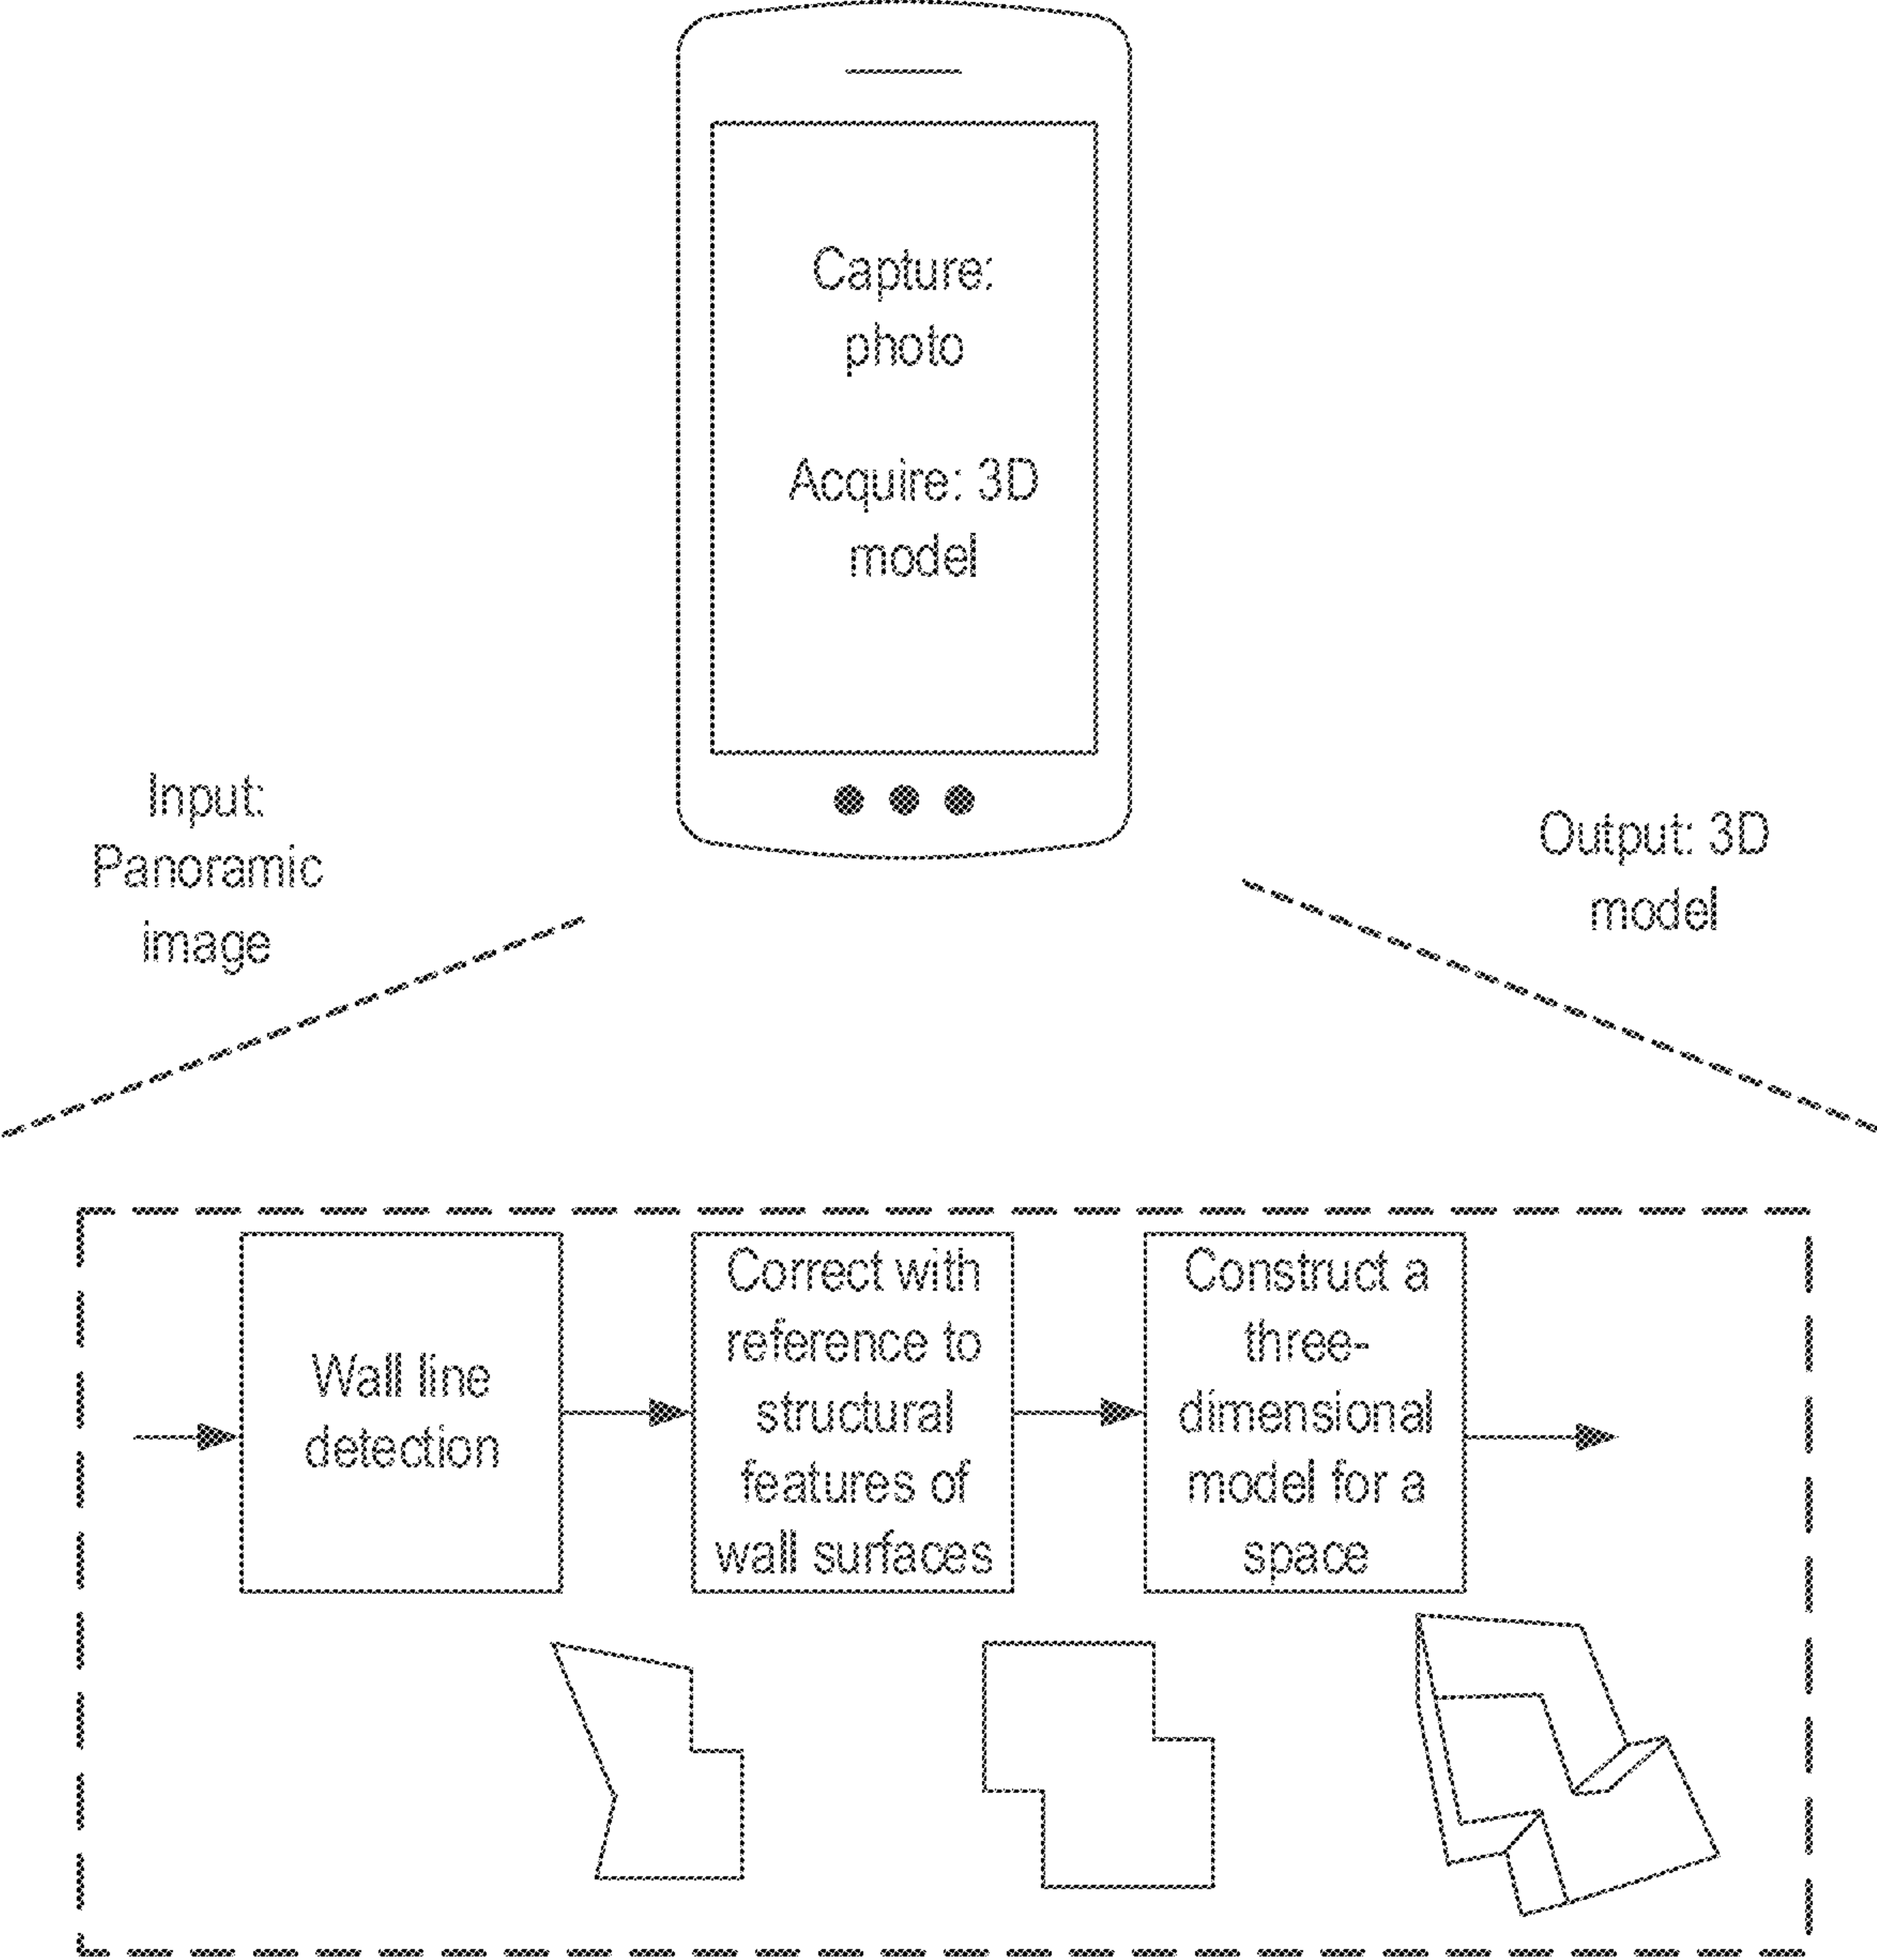 Capture:
photo
Acquire: 3D
model
Input:
Panoramic
image
Output: 3D
model
Wall line
detection
Correct with
reference to
structural
features of
wall surfaces
Construct a
three-
dimensional
model for a
space